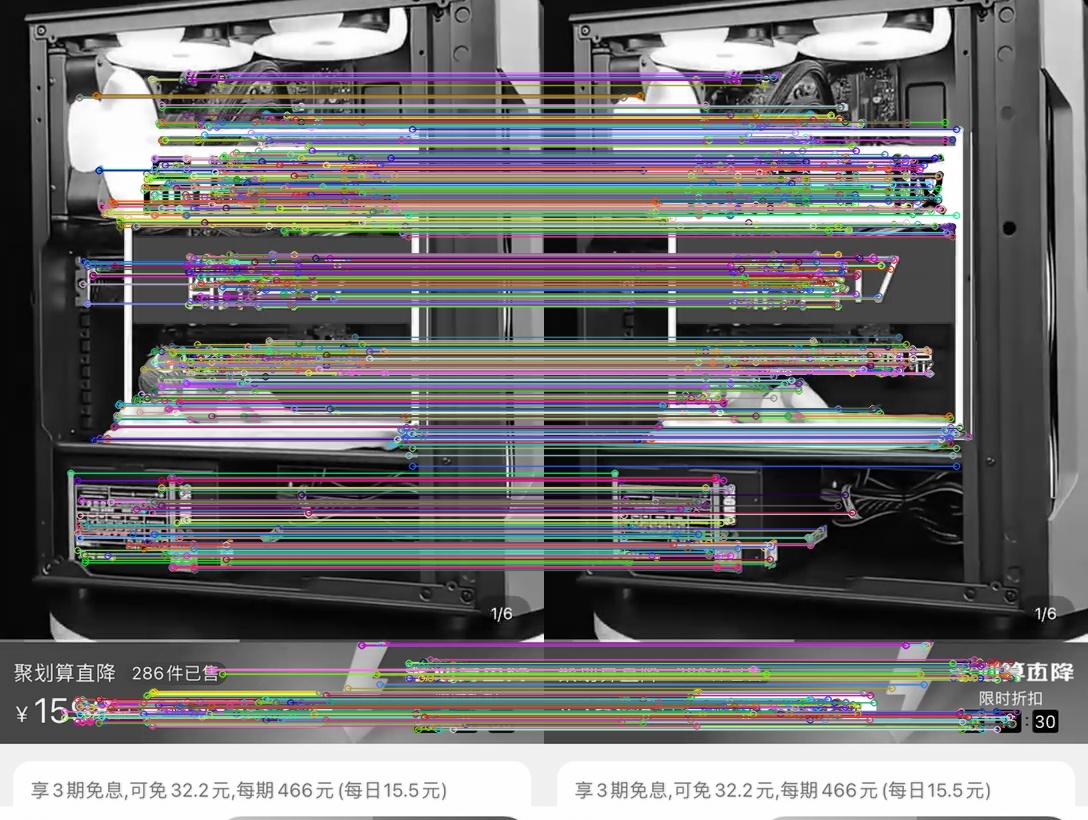 1/6
1/6
聚划算直降 286件已售
算直降
¥15
限时折扣
:30
享3期免息,可免32.2元,每期466元(每日15.5元)
享3期免息,可免32.2元,每期466元(每日15.5元)